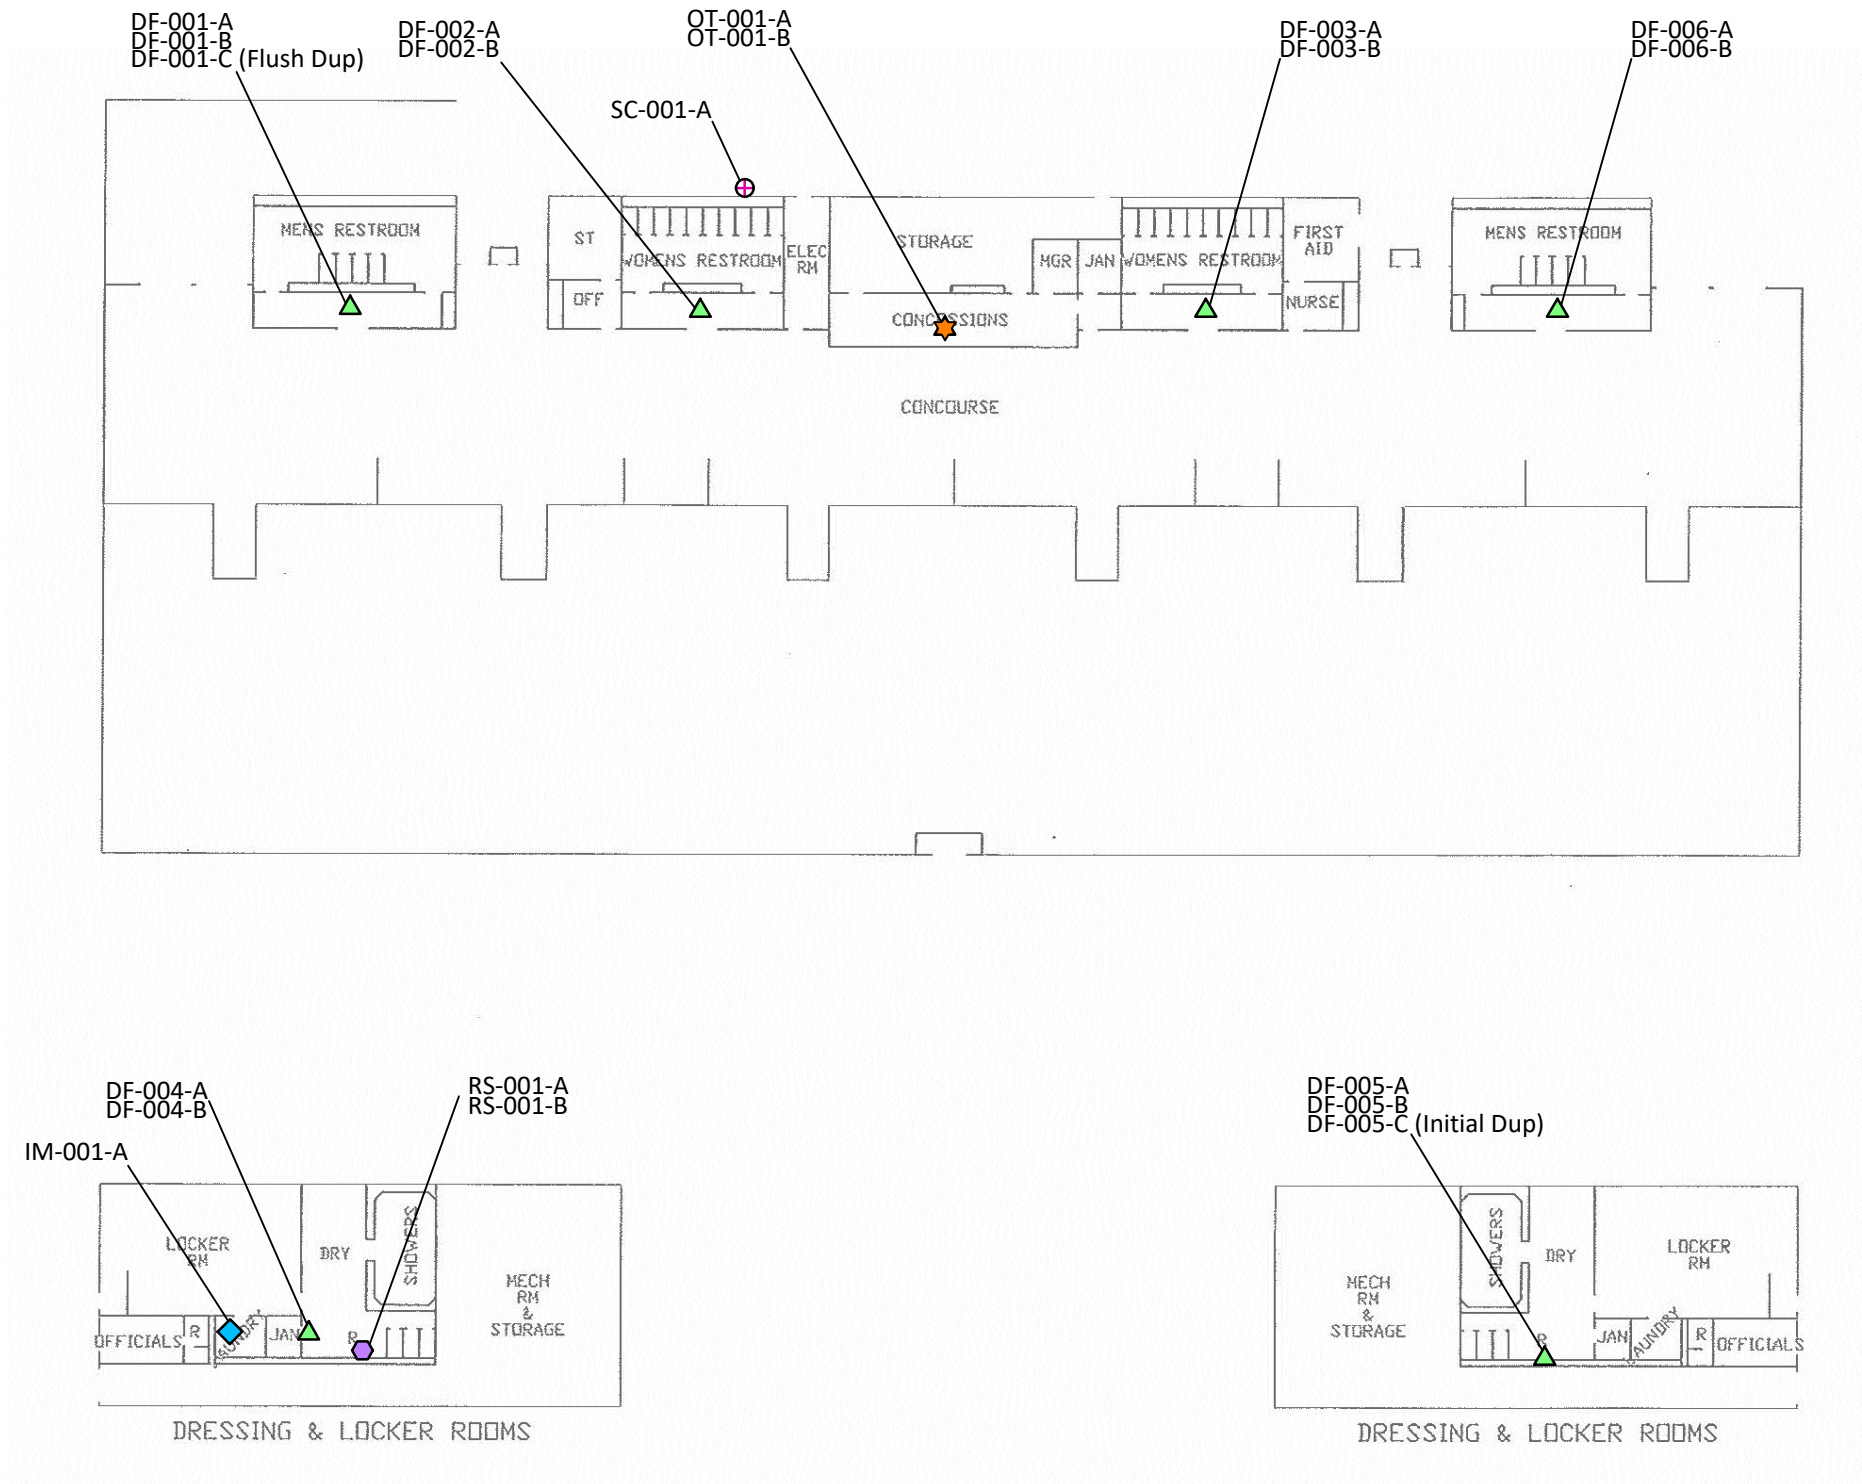 DF-001-A
DF-001-B
DF-001-C (Flush Dup)
DF-002-A
DF-002-B
OT-001-A
OT-001-B
DF-003-A
DF-003-B
DF-006-A
DF-006-B
SC-001-A
MENS RESTROOM
ST
OFF
WOMENS RESTROOM
ELEC
RM
STORAGE
MGR
JAN
CONCESSIONS
WOMENS RESTROOM
FIRST
AID
NURSE
MENS RESTROOM
CONCOURSE
DF-004-A
DF-004-B
RS-001-A
RS-001-B
IM-001-A
DF-005-A
DF-005-B
DF-005-C (Initial Dup)
LOCKER
RM
DRY
SHOWERS
MECH
RM
&
STORAGE
OFFICIALS
R
LAUNDRY
JAN
R
DRESSING & LOCKER ROOMS
MECH
RM
&
STORAGE
SHOWERS
DRY
LOCKER
RM
R
JAN
LAUNDRY
R
OFFICIALS
DRESSING & LOCKER ROOMS